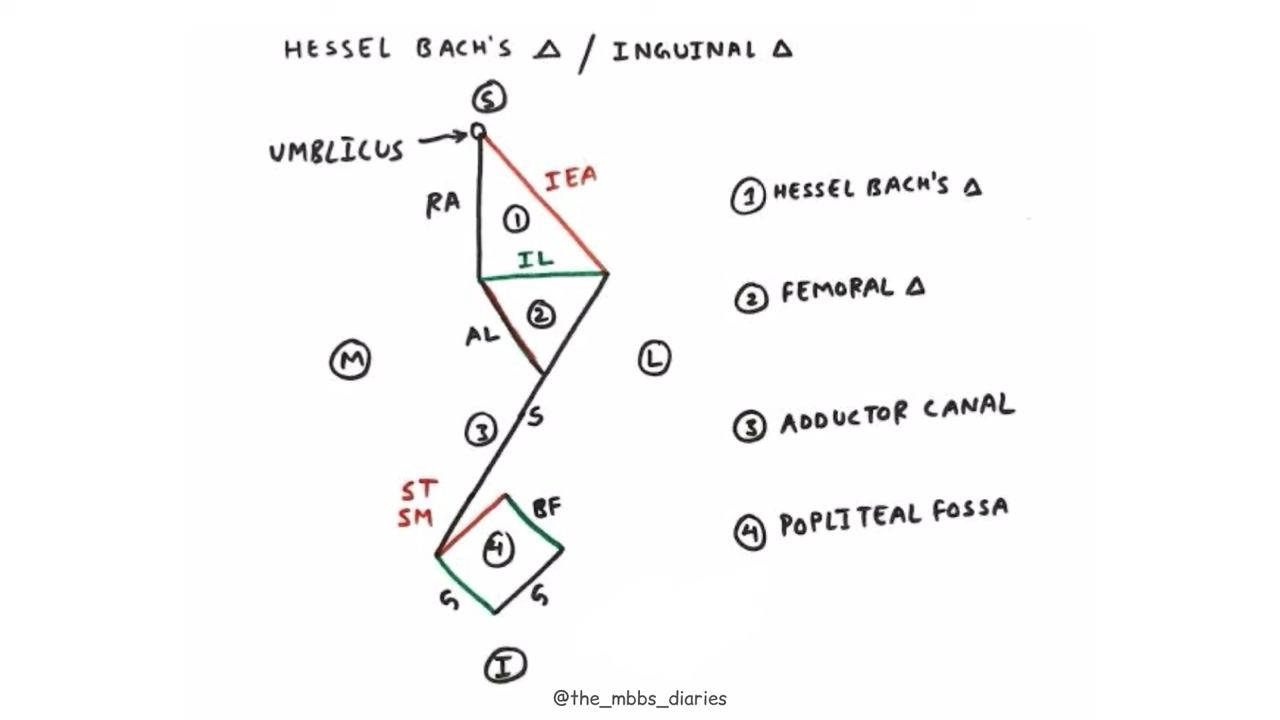 HESSEL BACH'S Δ / INGUINAL Δ
S
UMBLICUS →
IEA
RA
1
IL
2
AL
M
L
3
S
ST
SM
BF
4
G
G
I
1 HESSEL BACH'S Δ
2 FEMORAL Δ
3 ADDUCTOR CANAL
4 POPLITEAL FOSSA
@the_mbbs_diaries